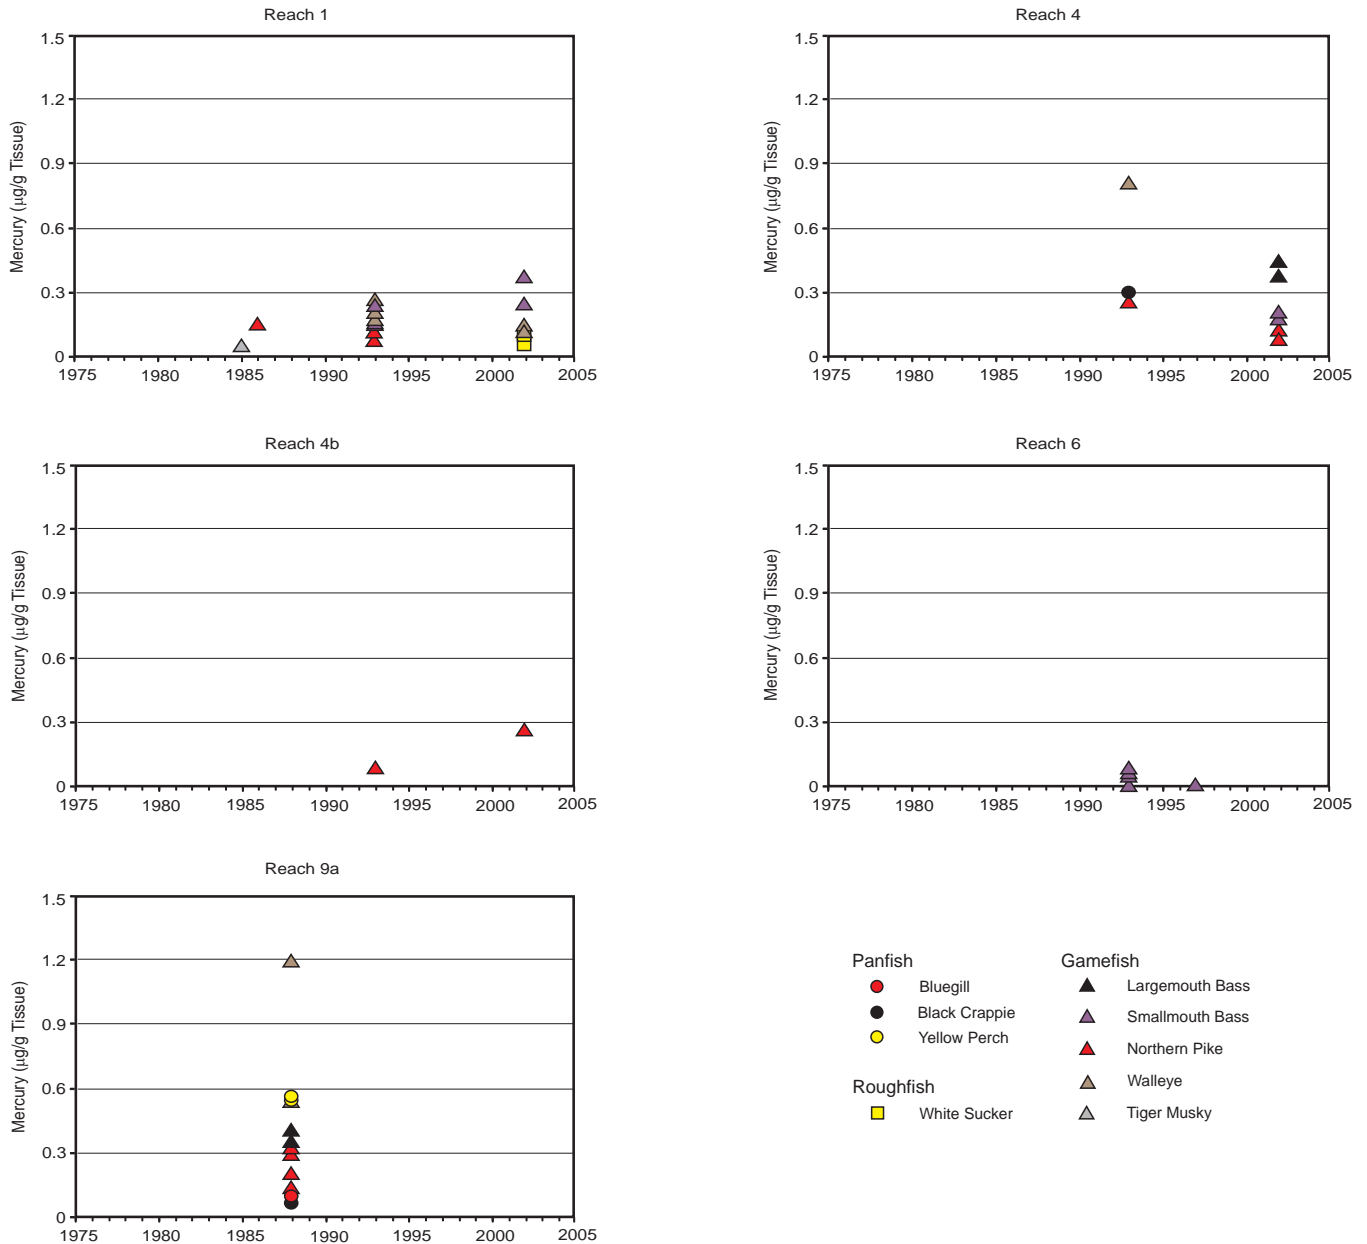 Reach 1
Mercury (µg/g Tissue)
1.5
1.2
0.9
0.6
0.3
0
1975 1980 1985 1990 1995 2000 2005
Reach 4
Mercury (µg/g Tissue)
1.5
1.2
0.9
0.6
0.3
0
1975 1980 1985 1990 1995 2000 2005
Reach 4b
Mercury (µg/g Tissue)
1.5
1.2
0.9
0.6
0.3
0
1975 1980 1985 1990 1995 2000 2005
Reach 6
Mercury (µg/g Tissue)
1.5
1.2
0.9
0.6
0.3
0
1975 1980 1985 1990 1995 2000 2005
Reach 9a
Mercury (µg/g Tissue)
1.5
1.2
0.9
0.6
0.3
0
1975 1980 1985 1990 1995 2000 2005
Panfish
Bluegill
Black Crappie
Yellow Perch
Roughfish
White Sucker
Gamefish
Largemouth Bass
Smallmouth Bass
Northern Pike
Walleye
Tiger Musky